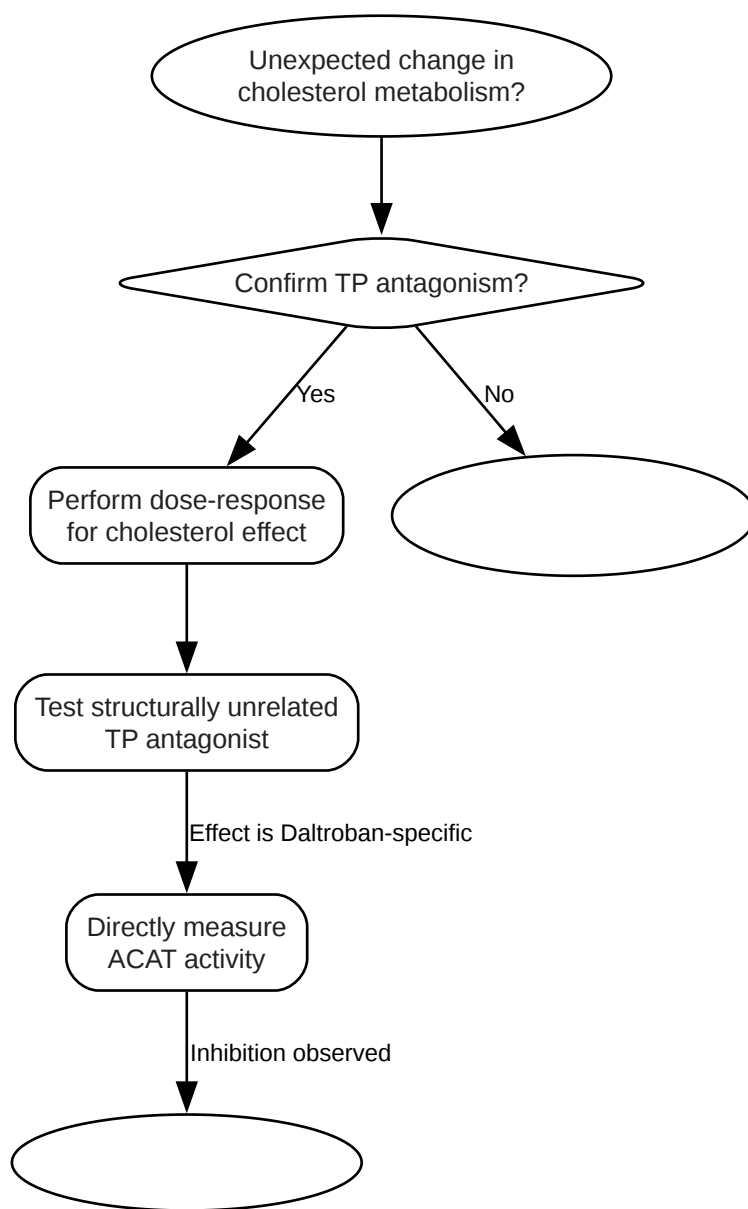 Unexpected change in
cholesterol metabolism?
Confirm TP antagonism?
Yes
No
Perform dose-response
for cholesterol effect
Test structurally unrelated
TP antagonist
Effect is Daltroban-specific
Directly measure
ACAT activity
Inhibition observed